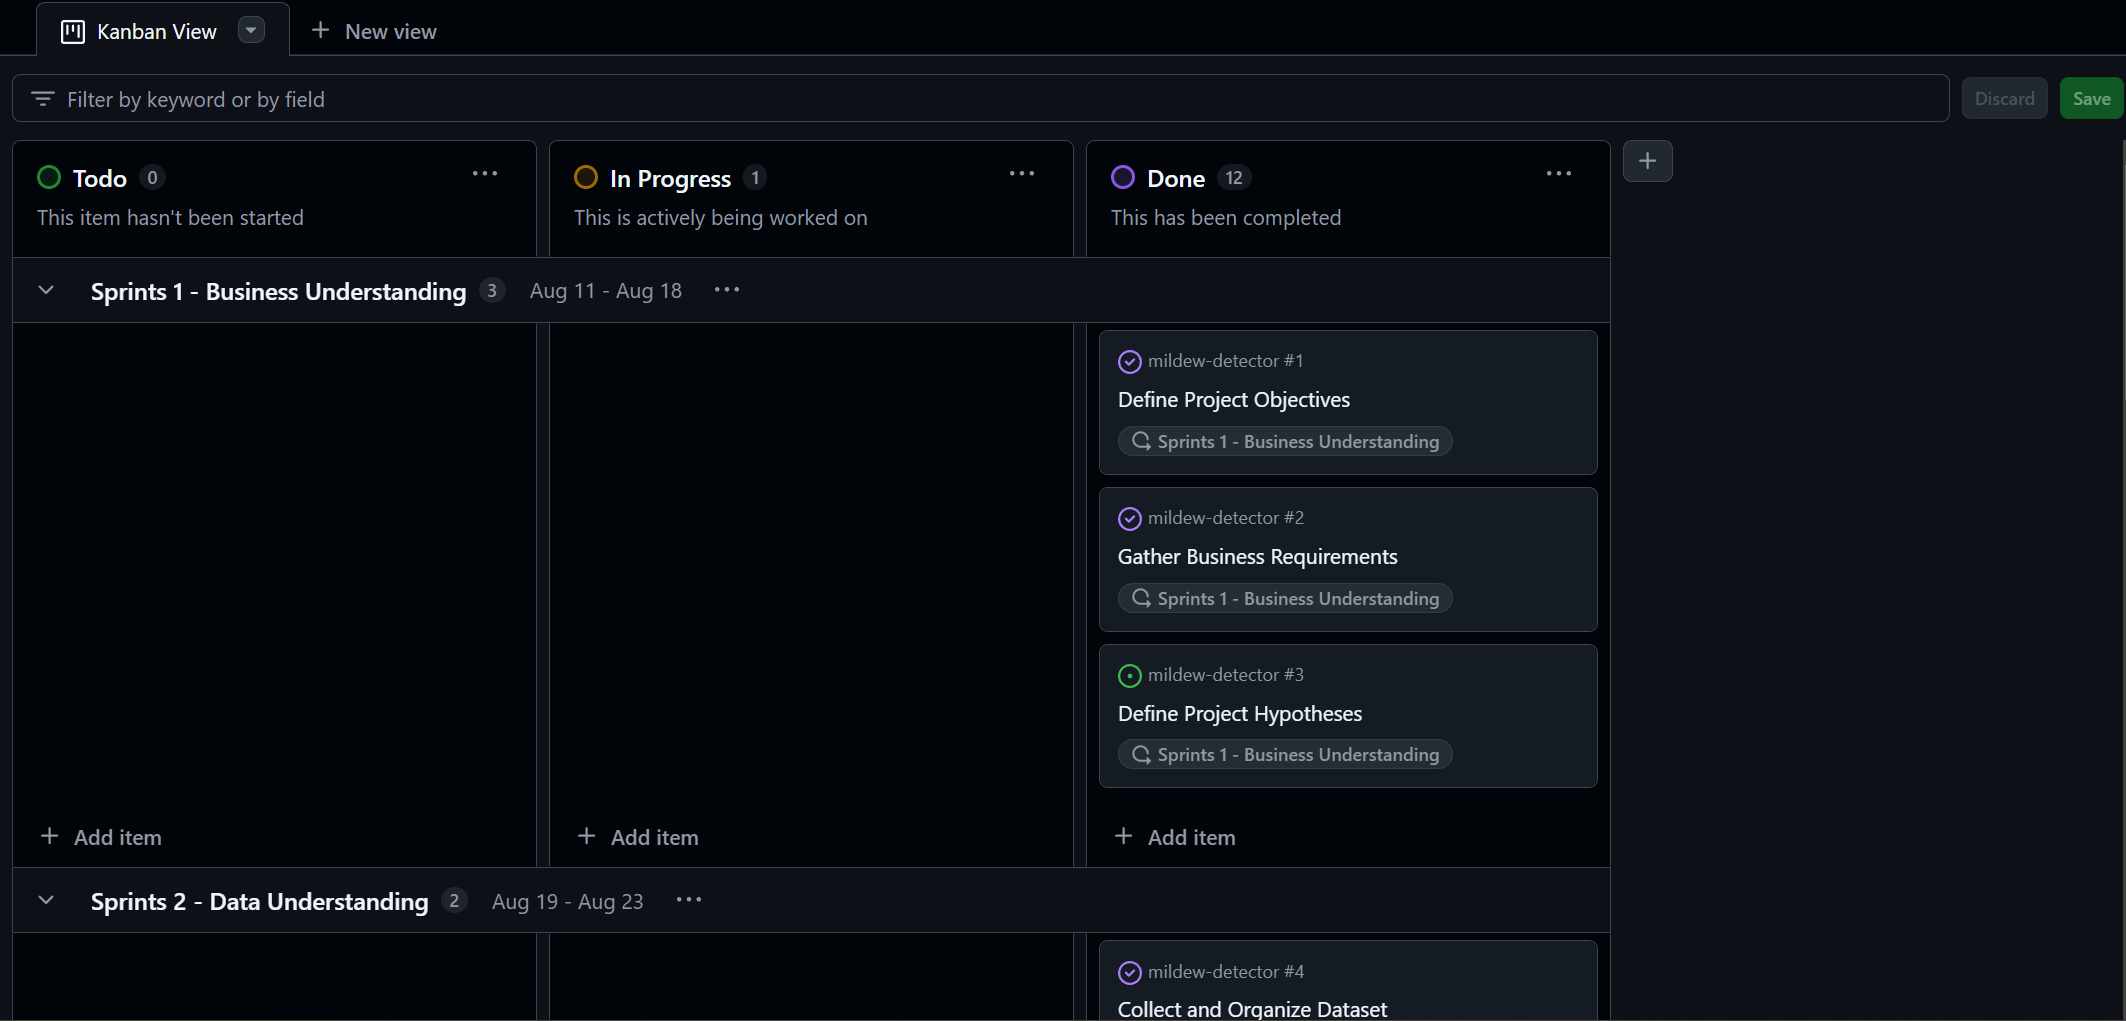 Kanban View
New view
Filter by keyword or by field
Discard
Save
Todo 0
This item hasn't been started
In Progress 1
This is actively being worked on
Done 12
This has been completed
Sprints 1 - Business Understanding 3 Aug 11 - Aug 18
mildew-detector #1
Define Project Objectives
Sprints 1 - Business Understanding
mildew-detector #2
Gather Business Requirements
Sprints 1 - Business Understanding
mildew-detector #3
Define Project Hypotheses
Sprints 1 - Business Understanding
Add item
Add item
Add item
Sprints 2 - Data Understanding 2 Aug 19 - Aug 23
mildew-detector #4
Collect and Organize Dataset